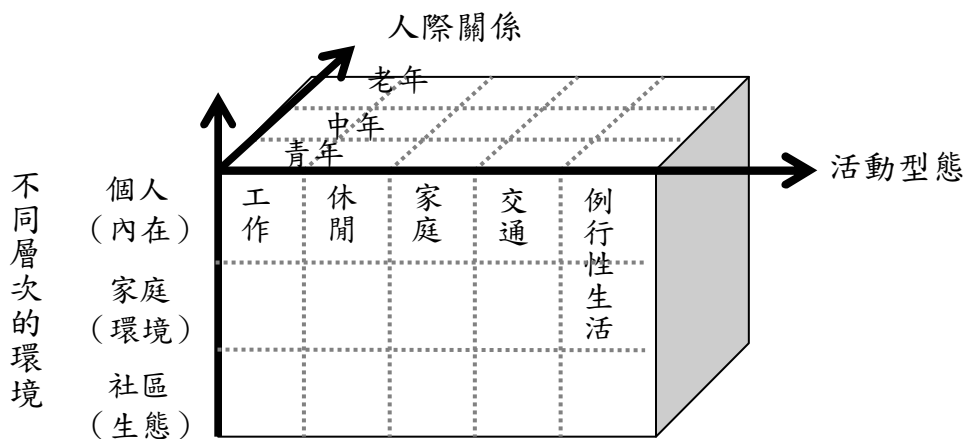 人際關係
老年
中年
青年
活動型態
不同層次的環境
個人
（內在）
家庭
（環境）
社區
（生態）
工作
休閒
家庭
交通
例行性生活